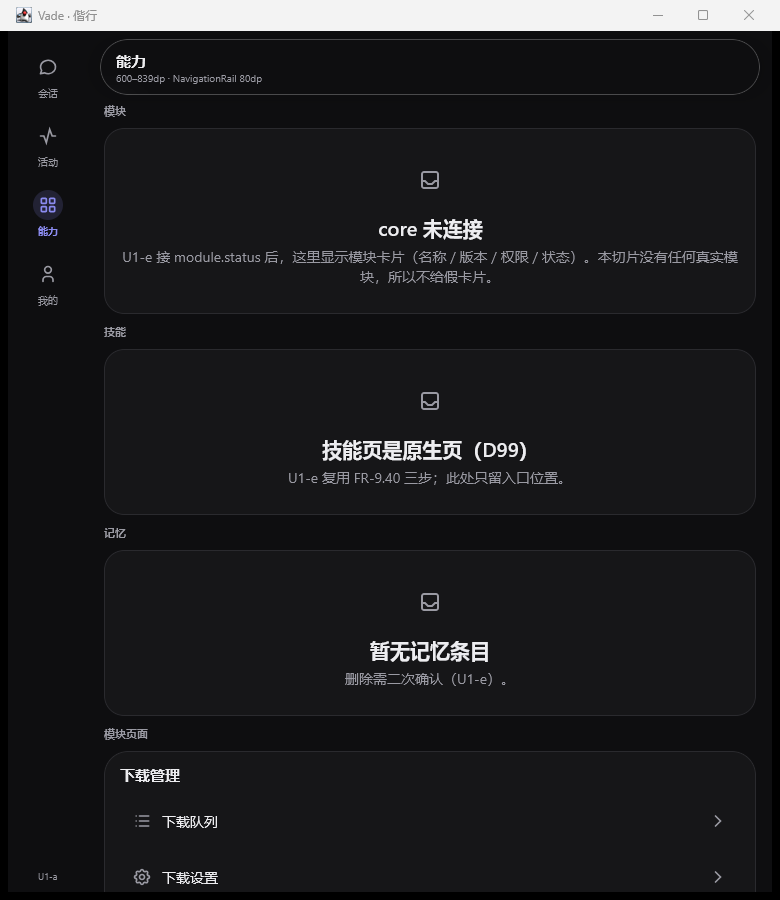 Vade · 偕行
会话
活动
能力
我的
U1-a
能力
600–839dp · NavigationRail 80dp
模块
core 未连接
U1-e 接 module.status 后，这里显示模块卡片（名称 / 版本 / 权限 / 状态）。本切片没有任何真实模
块，所以不给假卡片。
技能
技能页是原生页（D99）
U1-e 复用 FR-9.40 三步；此处只留入口位置。
记忆
暂无记忆条目
删除需二次确认（U1-e）。
模块页面
下载管理
下载队列
下载设置